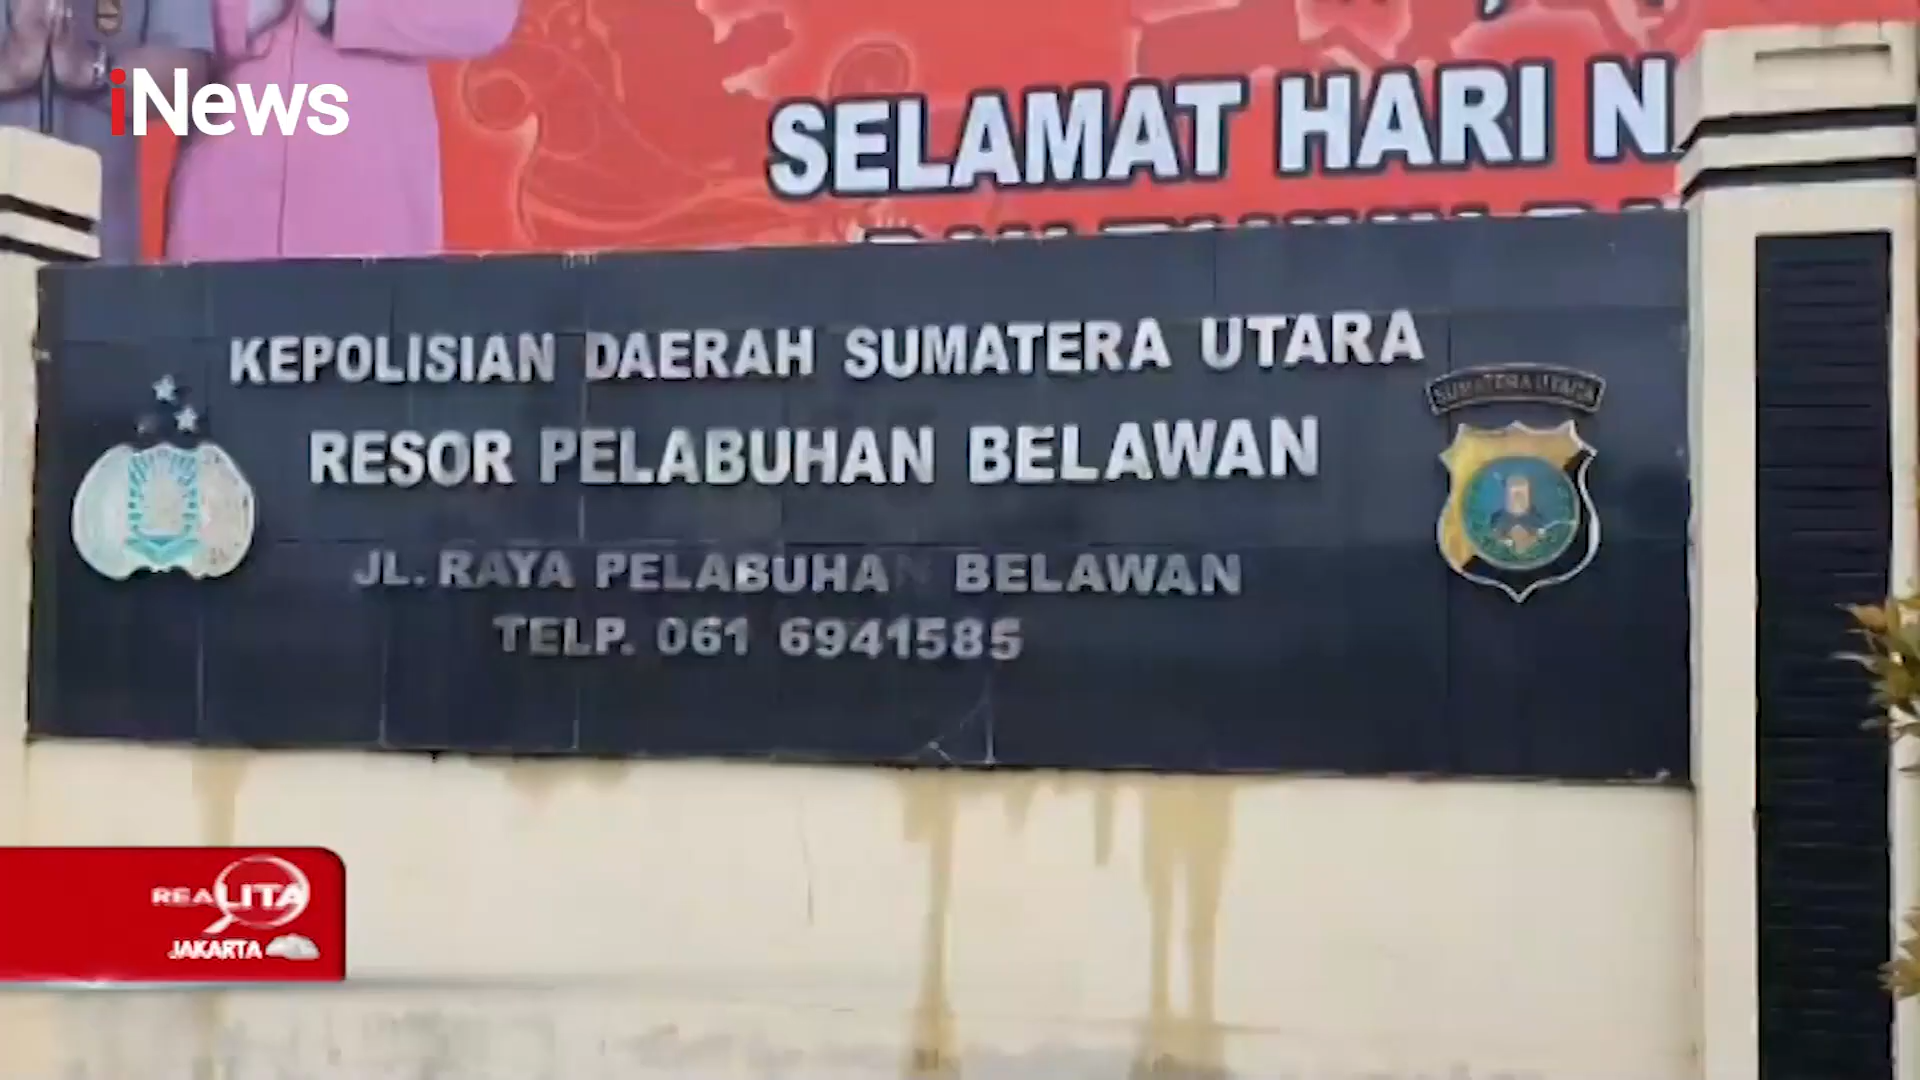 iNews
SELAMAT HARI
KEPOLISIAN DAERAH SUMATERA UTARA
SUMATERA UTARA
RESOR PELABUHAN BELAWAN
JL. RAYA PELABUHAN BELAWAN
TELP. 061 6941585
REALITA
JAKARTA